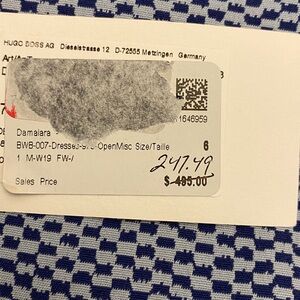 HUGO BOSS AG Dieselstrasse 12 D-72555 Metzingen Germany
1646959
Damaiara
BWB-007-Dresses- OpenMisc Size/Taille 6
1 M-W19 FW-/
247.49
Sales Price $ 495.00